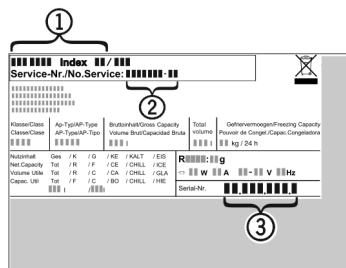 1
Index /
Service-Nr./No.Service: -
2
Klasse/Class
Classe/Clase
Ap-Typ/AP-Type
AP-Type/AP-Tipo
Bruttoinhalt/Gross Capacity
Volume Brut/Capacidad Bruta
l
Total
volume
l
Gefriervermoegen/Freezing Capacity
Pouvoir de Congel./Capac.Congeladora
kg / 24 h
Nutzinhalt Ges / K / G / KE / KALT / EIS
Net.Capacity Tot / R / F / CE / CHILL / ICE
Volume Utile Tot / R / C / CA / CHILL / GLA
Capac. Util Tot / F / C / BO / CHILL / HIE
l / l
R : g
W A - V Hz
Serial-Nr. . . .
3